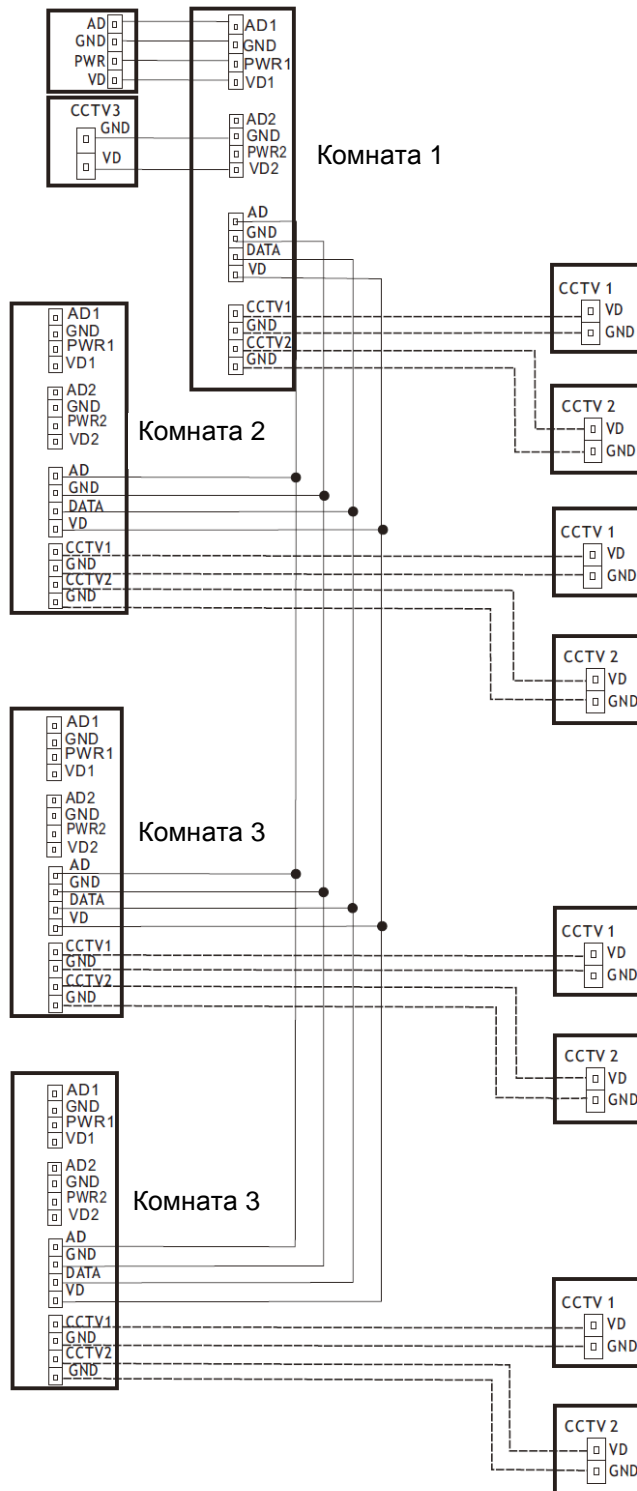 AD
GND
PWR
VD
AD1
GND
PWR1
VD1
CCTV3
GND
VD
AD2
GND
PWR2
VD2
Комната 1
AD
GND
DATA
VD
CCTV1
GND
CCTV2
GND
CCTV 1
VD
GND
CCTV 2
VD
GND
AD1
GND
PWR1
VD1
AD2
GND
PWR2
VD2
Комната 2
AD
GND
DATA
VD
CCTV1
GND
CCTV2
GND
CCTV 1
VD
GND
CCTV 2
VD
GND
AD1
GND
PWR1
VD1
AD2
GND
PWR2
VD2
Комната 3
AD
GND
DATA
VD
CCTV1
GND
CCTV2
GND
CCTV 1
VD
GND
CCTV 2
VD
GND
AD1
GND
PWR1
VD1
AD2
GND
PWR2
VD2
Комната 3
AD
GND
DATA
VD
CCTV1
GND
CCTV2
GND
CCTV 1
VD
GND
CCTV 2
VD
GND